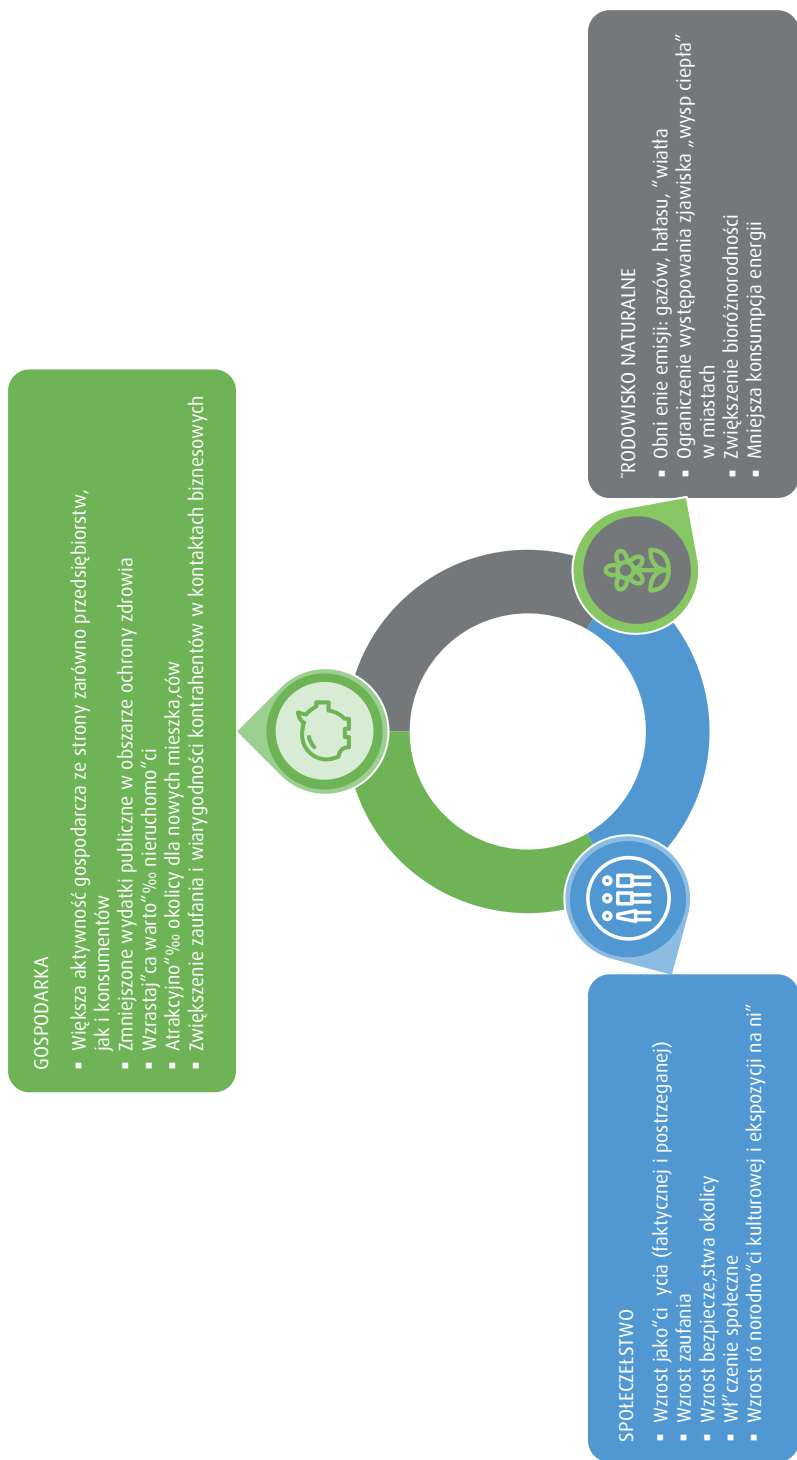 GOSPODARKA
▪ Większa aktywność gospodarcza ze strony zarówno przedsiębiorstw,
jak i konsumentów
▪ Zmniejszone wydatki publiczne w obszarze ochrony zdrowia
▪ Wzrastaj”ca warto“‰ nieruchomo“ci
▪ Atrakcyjno“‰ okolicy dla nowych mieszka‚ców
▪ Zwiększenie zaufania i wiarygodności kontrahentów w kontaktach biznesowych
SPOŁECZEŁSTWO
▪ Wzrost jako“ci ycia (faktycznej i postrzeganej)
▪ Wzrost zaufania
▪ Wzrost bezpiecze‚stwa okolicy
▪ Wł”czenie społeczne
▪ Wzrost ró norodno“ci kulturowej i ekspozycji na ni”
˜RODOWISKO NATURALNE
▪ Obni enie emisji: gazów, hałasu, “wiatła
▪ Ograniczenie występowania zjawiska „wysp ciepła”
w miastach
▪ Zwiększenie bioróżnorodności
▪ Mniejsza konsumpcja energii